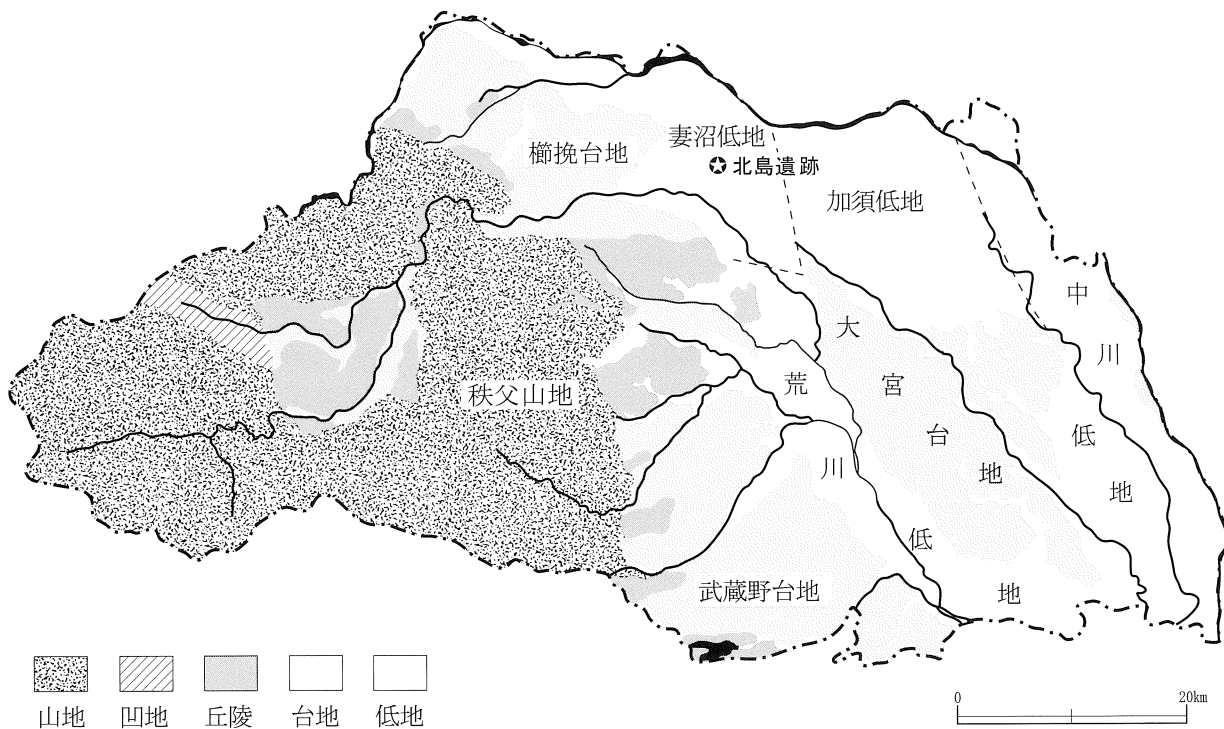 妻沼低地
櫛挽台地
北島遺跡
加須低地
中川低地
大宮台地
荒川低地
秩父山地
武蔵野台地
山地 凹地 丘陵 台地 低地
0 20km